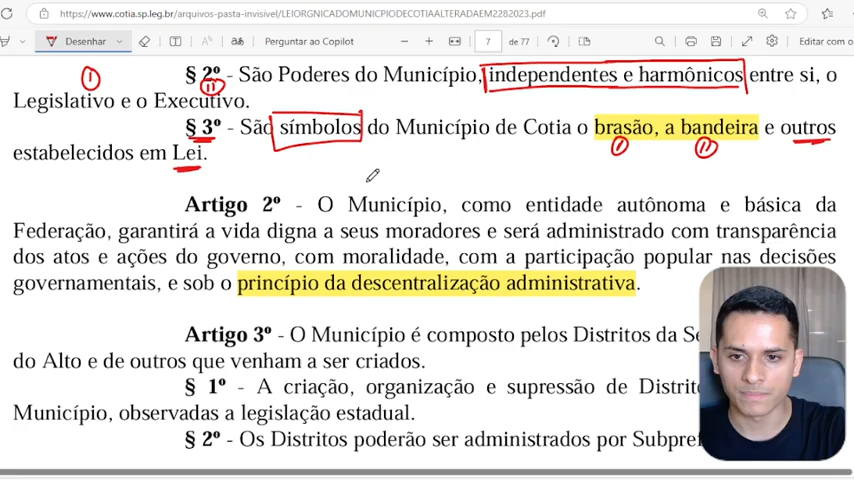 https://www.cotia.sp.leg.br/arquivos-pasta-invisivel/LEIORGNICADOMUNICPIODECOTIAALTERADAEM2282023.pdf
Desenhar
Perguntar ao Copilot
7 de 77
Editar com o
§ 2º - São Poderes do Município, independentes e harmônicos entre si, o
Legislativo e o Executivo.
I
II
§ 3º - São símbolos do Município de Cotia o brasão, a bandeira e outros
estabelecidos em Lei.
I
II
Artigo 2º - O Município, como entidade autônoma e básica da
Federação, garantirá a vida digna a seus moradores e será administrado com transparência
dos atos e ações do governo, com moralidade, com a participação popular nas decisões
governamentais, e sob o princípio da descentralização administrativa.
Artigo 3º - O Município é composto pelos Distritos da Se
do Alto e de outros que venham a ser criados.
§ 1º - A criação, organização e supressão de Distrit
Município, observadas a legislação estadual.
§ 2º - Os Distritos poderão ser administrados por Subpref